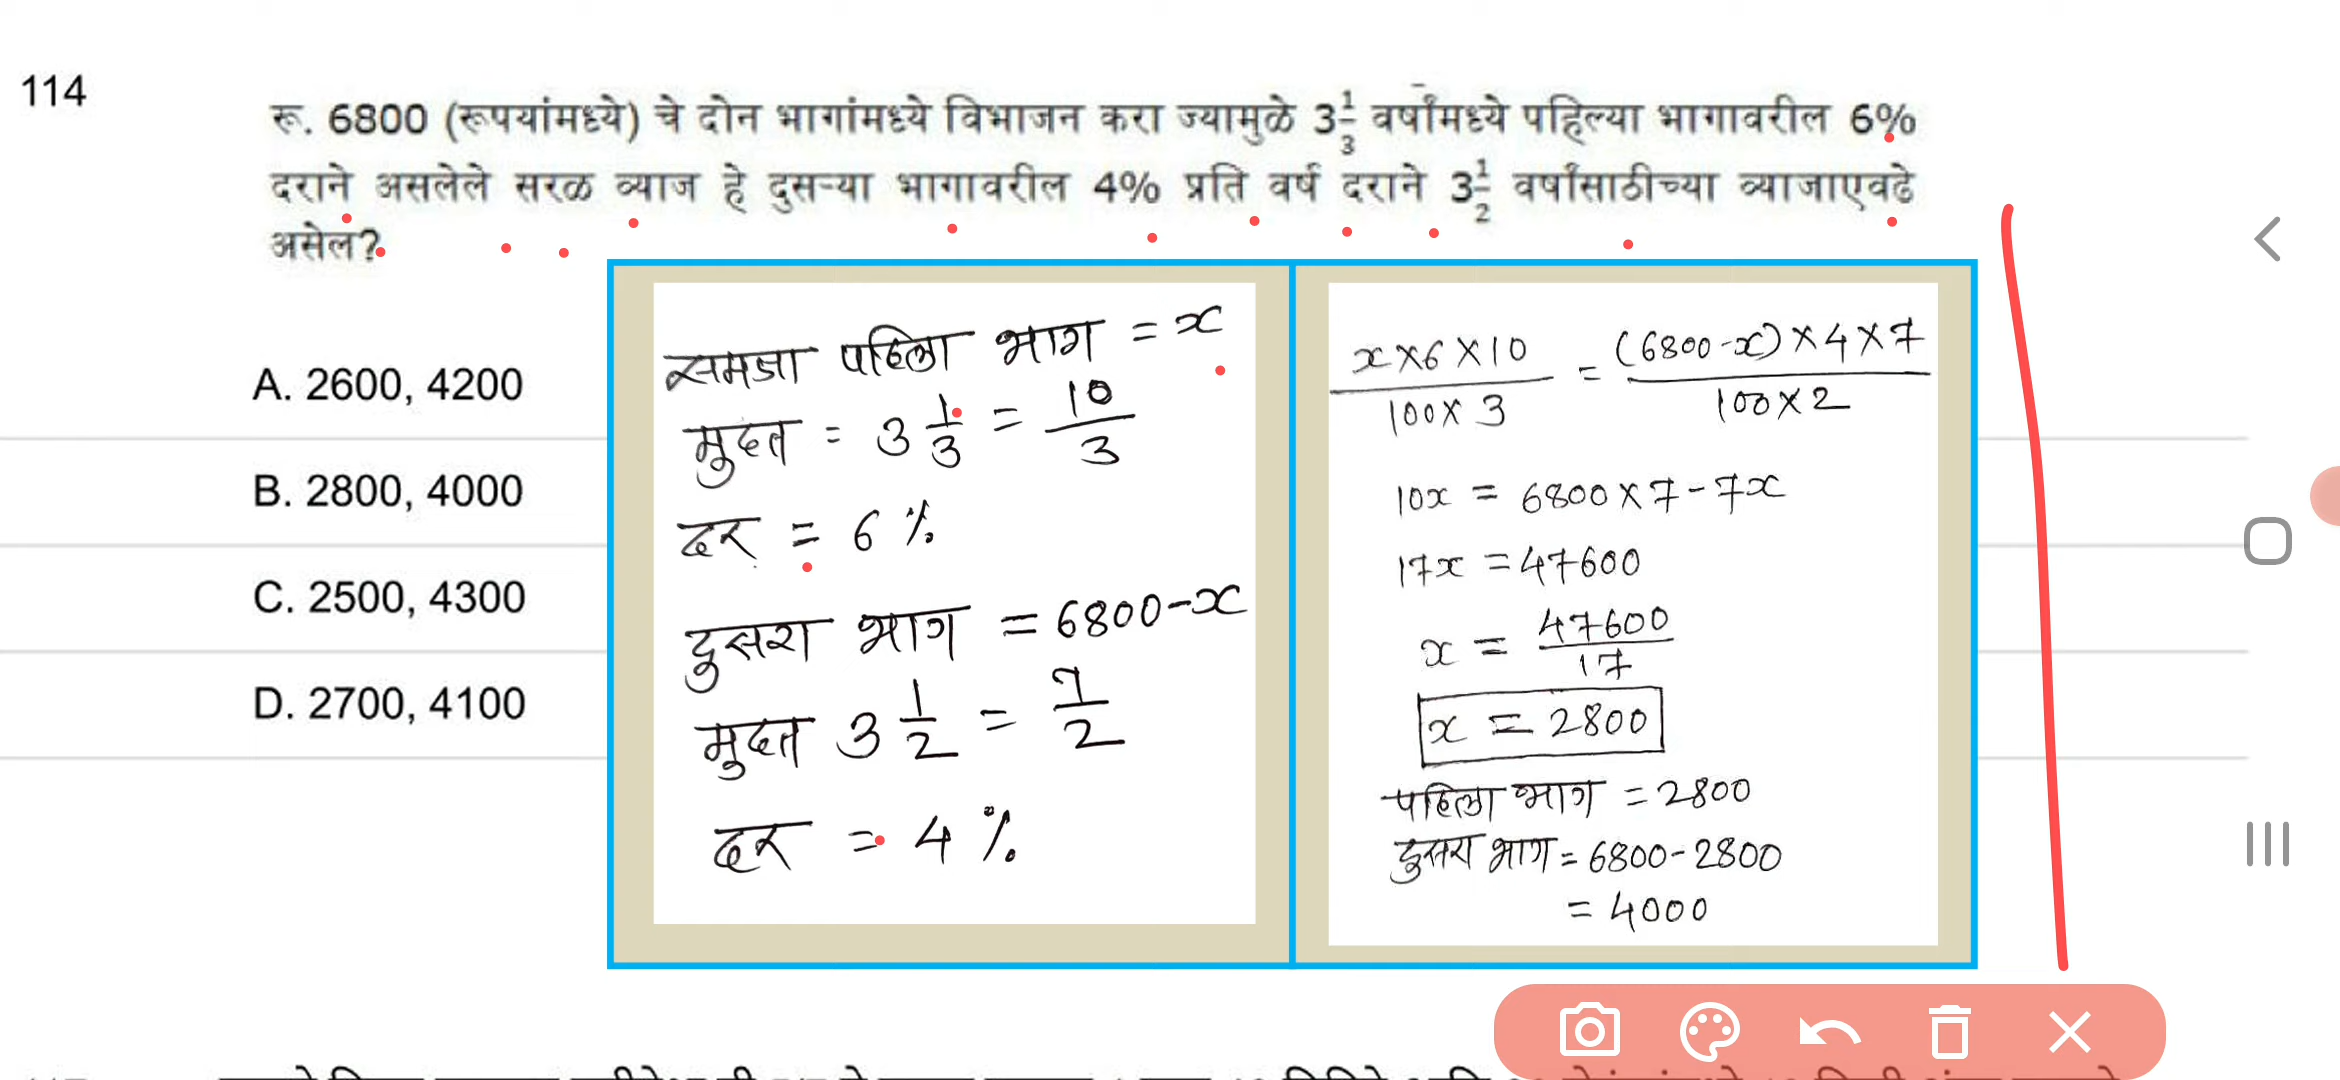 114
रू. 6800 (रूपयांमध्ये) चे दोन भागांमध्ये विभाजन करा ज्यामुळे 3 1/3 वर्षांमध्ये पहिल्या भागावरील 6%
दराने असलेले सरळ व्याज हे दुसऱ्या भागावरील 4% प्रति वर्ष दराने 3 1/2 वर्षांसाठीच्या व्याजाएवढे
असेल?
A. 2600, 4200
B. 2800, 4000
C. 2500, 4300
D. 2700, 4100
समजा पहिला भाग = x
मुदत = 3 1/3 = 10/3
दर = 6 %
दुसरा भाग = 6800-x
मुदत 3 1/2 = 7/2
दर = 4 %
x×6×10/100×3 = (6800-x)×4×7/100×2
10x = 6800×7-7x
17x = 47600
x = 47600/17
x = 2800
पहिला भाग = 2800
दुसरा भाग = 6800-2800
= 4000